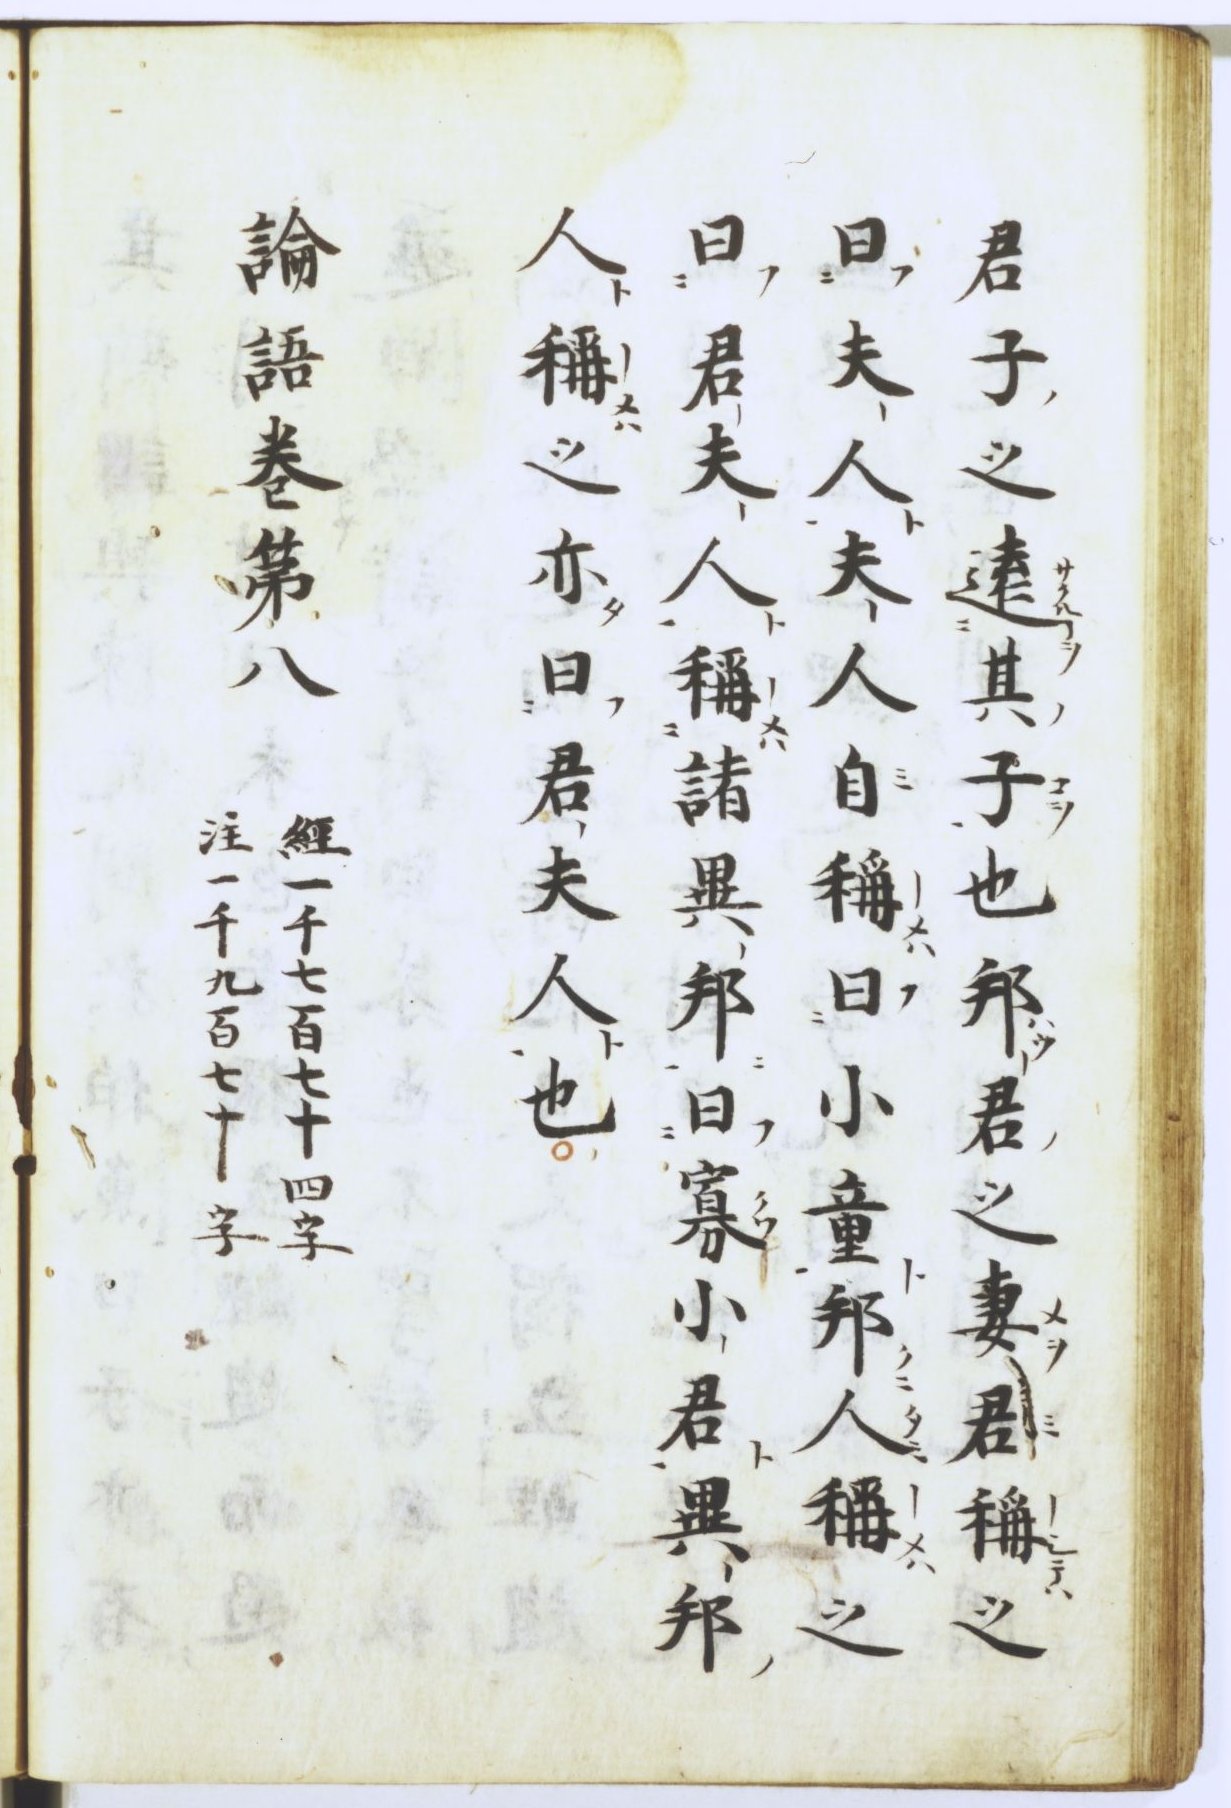 君子之遠其子也邦君之妻君稱之
曰夫人夫人自稱曰小童邦人稱之
曰君夫人稱諸異邦曰寡小君異邦
人稱之亦曰君夫人也
論語卷第八
經一千七百七十四字
注一千九百七十字